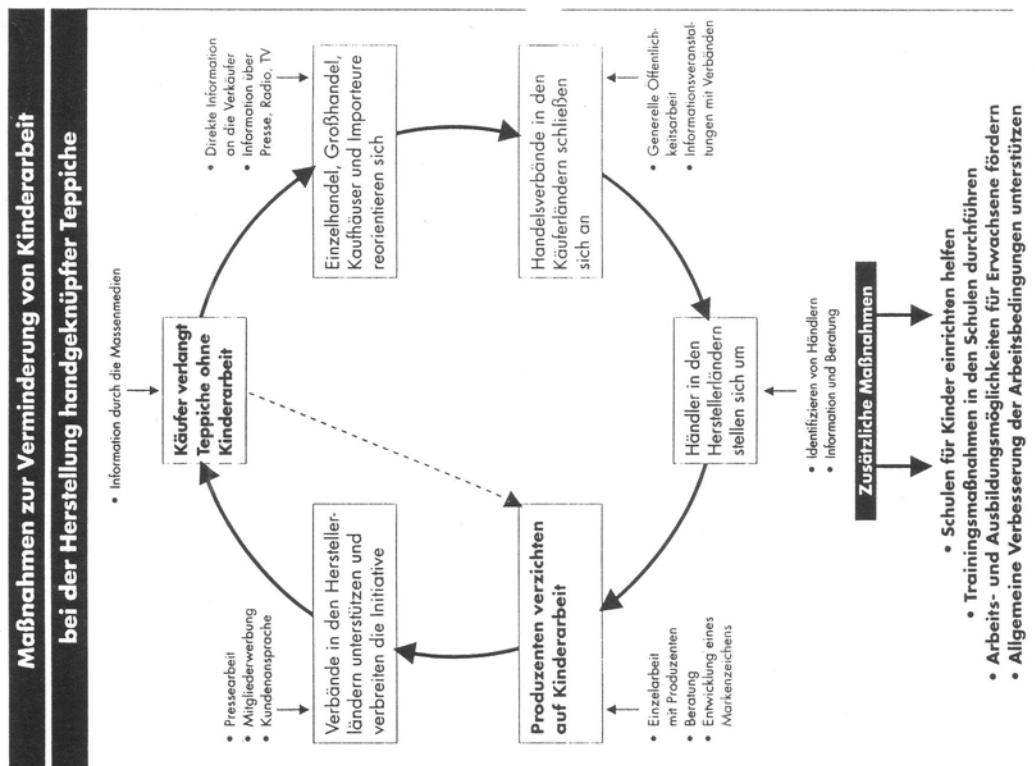 Maßnahmen zur Verminderung von Kinderarbeit
bei der Herstellung handgeknüpfter Teppiche
• Information durch die Massenmedien
Käufer verlangt
Teppiche ohne
Kinderarbeit
• Direkte Information
an die Verkäufer
• Information über
Presse, Radio, TV
Einzelhandel, Großhandel,
Kaufhäuser und Importeure
reorientieren sich
Handelsverbände in den
Käuferländern schließen
sich an
• Generelle Öffentlich-
keitsarbeit
• Informationsveranstal-
tungen mit Verbänden
Händler in den
Herstellerländern
stellen sich um
• Identifizieren von Händlern
• Information und Beratung
Produzenten verzichten
auf Kinderarbeit
• Einzelarbeit
mit Produzenten
• Beratung
• Entwicklung eines
Markenzeichens
• Pressearbeit
• Mitgliederwerbung
• Kundenansprache
Verbände in den Hersteller-
ländern unterstützen und
verbreiten die Initiative
Zusätzliche Maßnahmen
• Schulen für Kinder einrichten helfen
• Trainingsmaßnahmen in den Schulen durchführen
• Arbeits- und Ausbildungsmöglichkeiten für Erwachsene fördern
• Allgemeine Verbesserung der Arbeitsbedingungen unterstützen